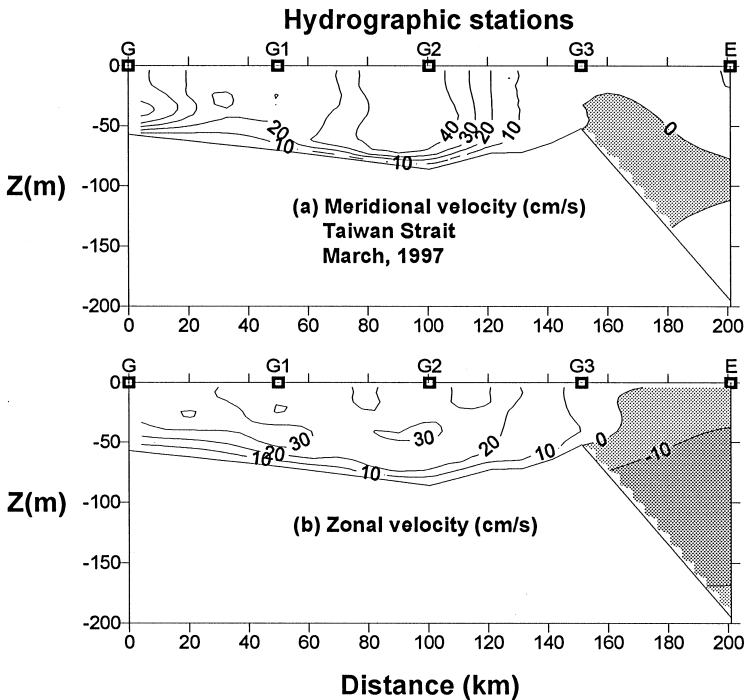 Hydrographic stations
G G1 G2 G3 E
0
-50
-100
-150
-200
Z(m)
20
10
10
40
30
20
10
0
(a) Meridional velocity (cm/s)
Taiwan Strait
March, 1997
0 20 40 60 80 100 120 140 160 180 200
G G1 G2 G3 E
0
-50
-100
-150
-200
Z(m)
10
20
30
10
30
20
10
0
-10
(b) Zonal velocity (cm/s)
0 20 40 60 80 100 120 140 160 180 200
Distance (km)